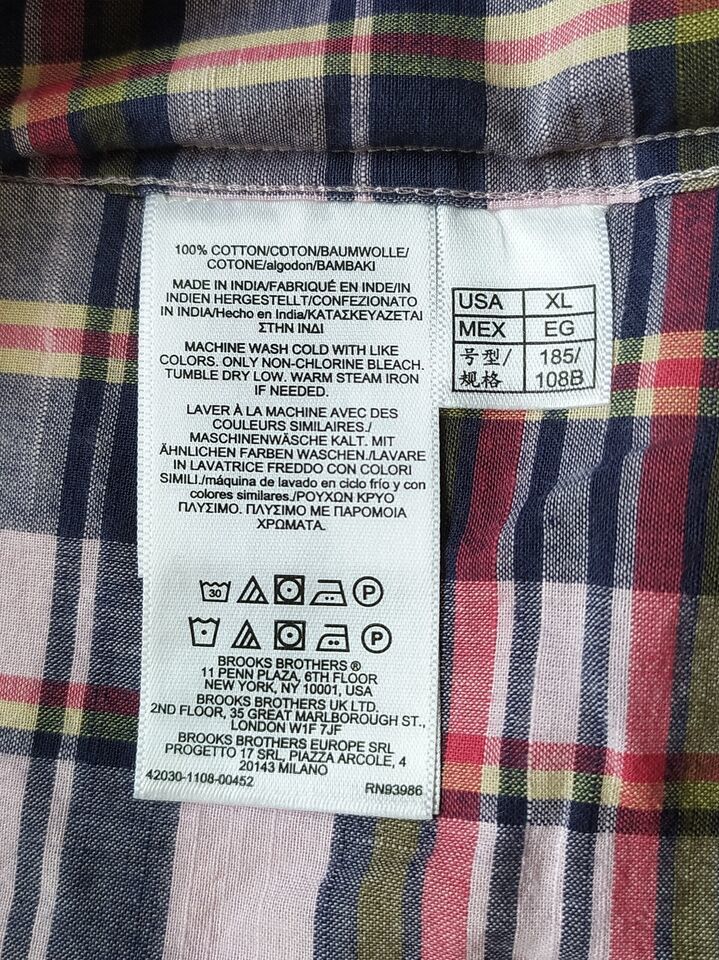 100% COTTON/COTON/BAUMWOLLE/
COTONE/algodon/ΒΑΜΒΑΚΙ
MADE IN INDIA/FABRIQUÉ EN INDE/IN
INDIEN HERGESTELLT/CONFEZIONATO
IN INDIA/Hecho en India/ΚΑΤΑΣΚΕΥΑΖΕΤΑΙ
ΣΤΗΝ ΙΝΔΙ
MACHINE WASH COLD WITH LIKE
COLORS. ONLY NON-CHLORINE BLEACH.
TUMBLE DRY LOW. WARM STEAM IRON
IF NEEDED.
LAVER À LA MACHINE AVEC DES
COULEURS SIMILAIRES./
MASCHINENWÄSCHE KALT. MIT
ÄHNLICHEN FARBEN WASCHEN./LAVARE
IN LAVATRICE FREDDO CON COLORI
SIMILI./máquina de lavado en ciclo frío y con
colores similares./ΡΟΥΧΩΝ ΚΡΥΟ
ΠΛΥΣΙΜΟ. ΠΛΥΣΙΜΟ ΜΕ ΠΑΡΟΜΟΙΑ
ΧΡΩΜΑΤΑ.
30 P
P
BROOKS BROTHERS ®
11 PENN PLAZA, 6TH FLOOR
NEW YORK, NY 10001, USA
BROOKS BROTHERS UK LTD.
2ND FLOOR, 35 GREAT MARLBOROUGH ST.,
LONDON W1F 7JF
BROOKS BROTHERS EUROPE SRL
PROGETTO 17 SRL, PIAZZA ARCOLE, 4
20143 MILANO
42030-1108-00452 RN93986
USA XL
MEX EG
号型/ 185/
规格 108B